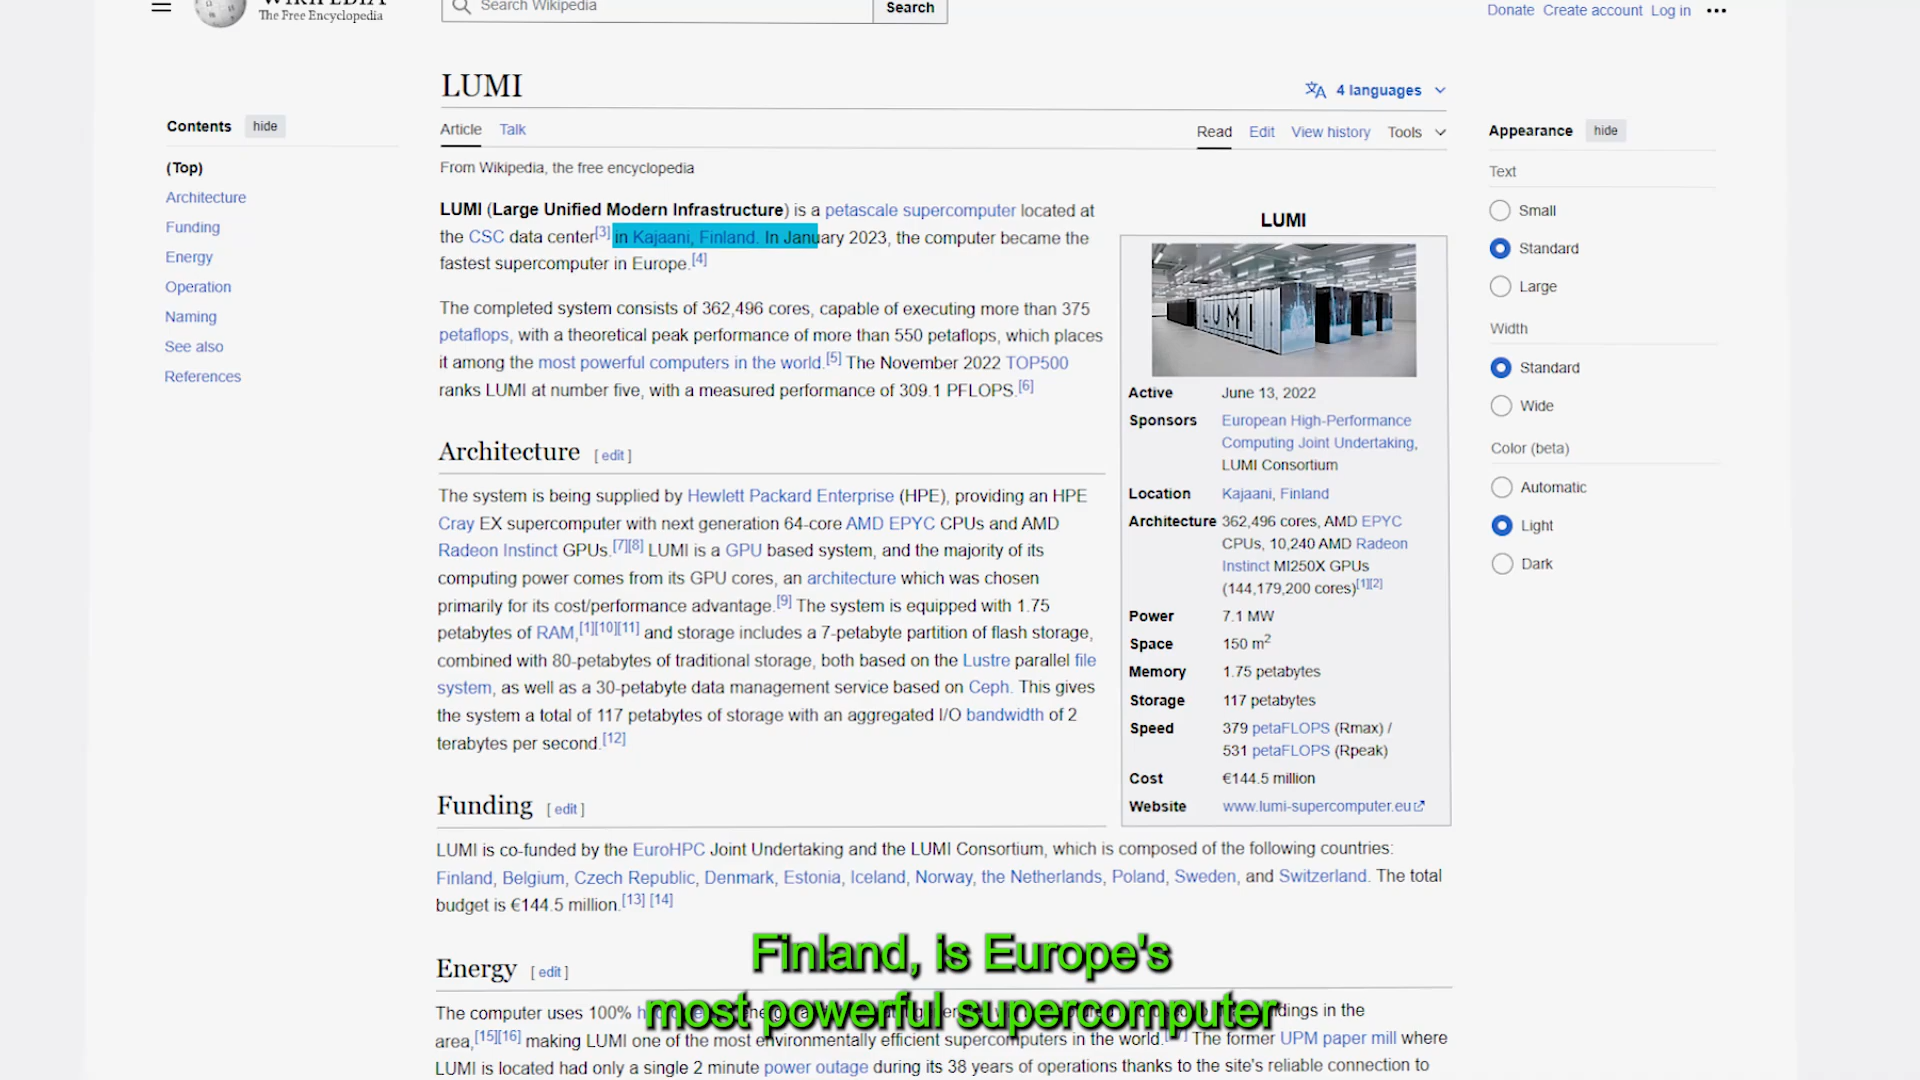 WIKIPEDIA
The Free Encyclopedia
Search Wikipedia
Search
Donate Create account Log in
LUMI
4 languages
Contents hide
(Top)
Architecture
Funding
Energy
Operation
Naming
See also
References
Article Talk
Read Edit View history Tools
From Wikipedia, the free encyclopedia
LUMI (Large Unified Modern Infrastructure) is a petascale supercomputer located at
the CSC data center[3] in Kajaani, Finland. In January 2023, the computer became the
fastest supercomputer in Europe.[4]
The completed system consists of 362,496 cores, capable of executing more than 375
petaflops, with a theoretical peak performance of more than 550 petaflops, which places
it among the most powerful computers in the world.[5] The November 2022 TOP500
ranks LUMI at number five, with a measured performance of 309.1 PFLOPS.[6]
Architecture [ edit ]
The system is being supplied by Hewlett Packard Enterprise (HPE), providing an HPE
Cray EX supercomputer with next generation 64-core AMD EPYC CPUs and AMD
Radeon Instinct GPUs.[7][8] LUMI is a GPU based system, and the majority of its
computing power comes from its GPU cores, an architecture which was chosen
primarily for its cost/performance advantage.[9] The system is equipped with 1.75
petabytes of RAM,[1][10][11] and storage includes a 7-petabyte partition of flash storage,
combined with 80-petabytes of traditional storage, both based on the Lustre parallel file
system, as well as a 30-petabyte data management service based on Ceph. This gives
the system a total of 117 petabytes of storage with an aggregated I/O bandwidth of 2
terabytes per second.[12]
LUMI
LUMI
Active June 13, 2022
Sponsors European High-Performance
Computing Joint Undertaking,
LUMI Consortium
Location Kajaani, Finland
Architecture 362,496 cores, AMD EPYC
CPUs, 10,240 AMD Radeon
Instinct MI250X GPUs
(144,179,200 cores)[1][2]
Power 7.1 MW
Space 150 m2
Memory 1.75 petabytes
Storage 117 petabytes
Speed 379 petaFLOPS (Rmax) /
531 petaFLOPS (Rpeak)
Cost €144.5 million
Website www.lumi-supercomputer.eu
Funding [ edit ]
LUMI is co-funded by the EuroHPC Joint Undertaking and the LUMI Consortium, which is composed of the following countries:
Finland, Belgium, Czech Republic, Denmark, Estonia, Iceland, Norway, the Netherlands, Poland, Sweden, and Switzerland. The total
budget is €144.5 million.[13] [14]
Energy [ edit ]
The computer uses 100% in the
area,[15][16] making LUMI one of the most environmentally efficient supercomputers in the world. The former UPM paper mill where
LUMI is located had only a single 2 minute power outage during its 38 years of operations thanks to the site's reliable connection to
Appearance hide
Text
Small
Standard
Large
Width
Standard
Wide
Color (beta)
Automatic
Light
Dark
Finland, is Europe's
most powerful supercomputer